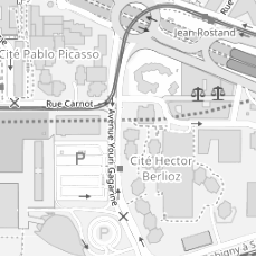 Jean Rostand
Cité Pablo Picasso
Rue Carnot
Avenue Youri Gagarine
P
Cité Hector
Berlioz
P